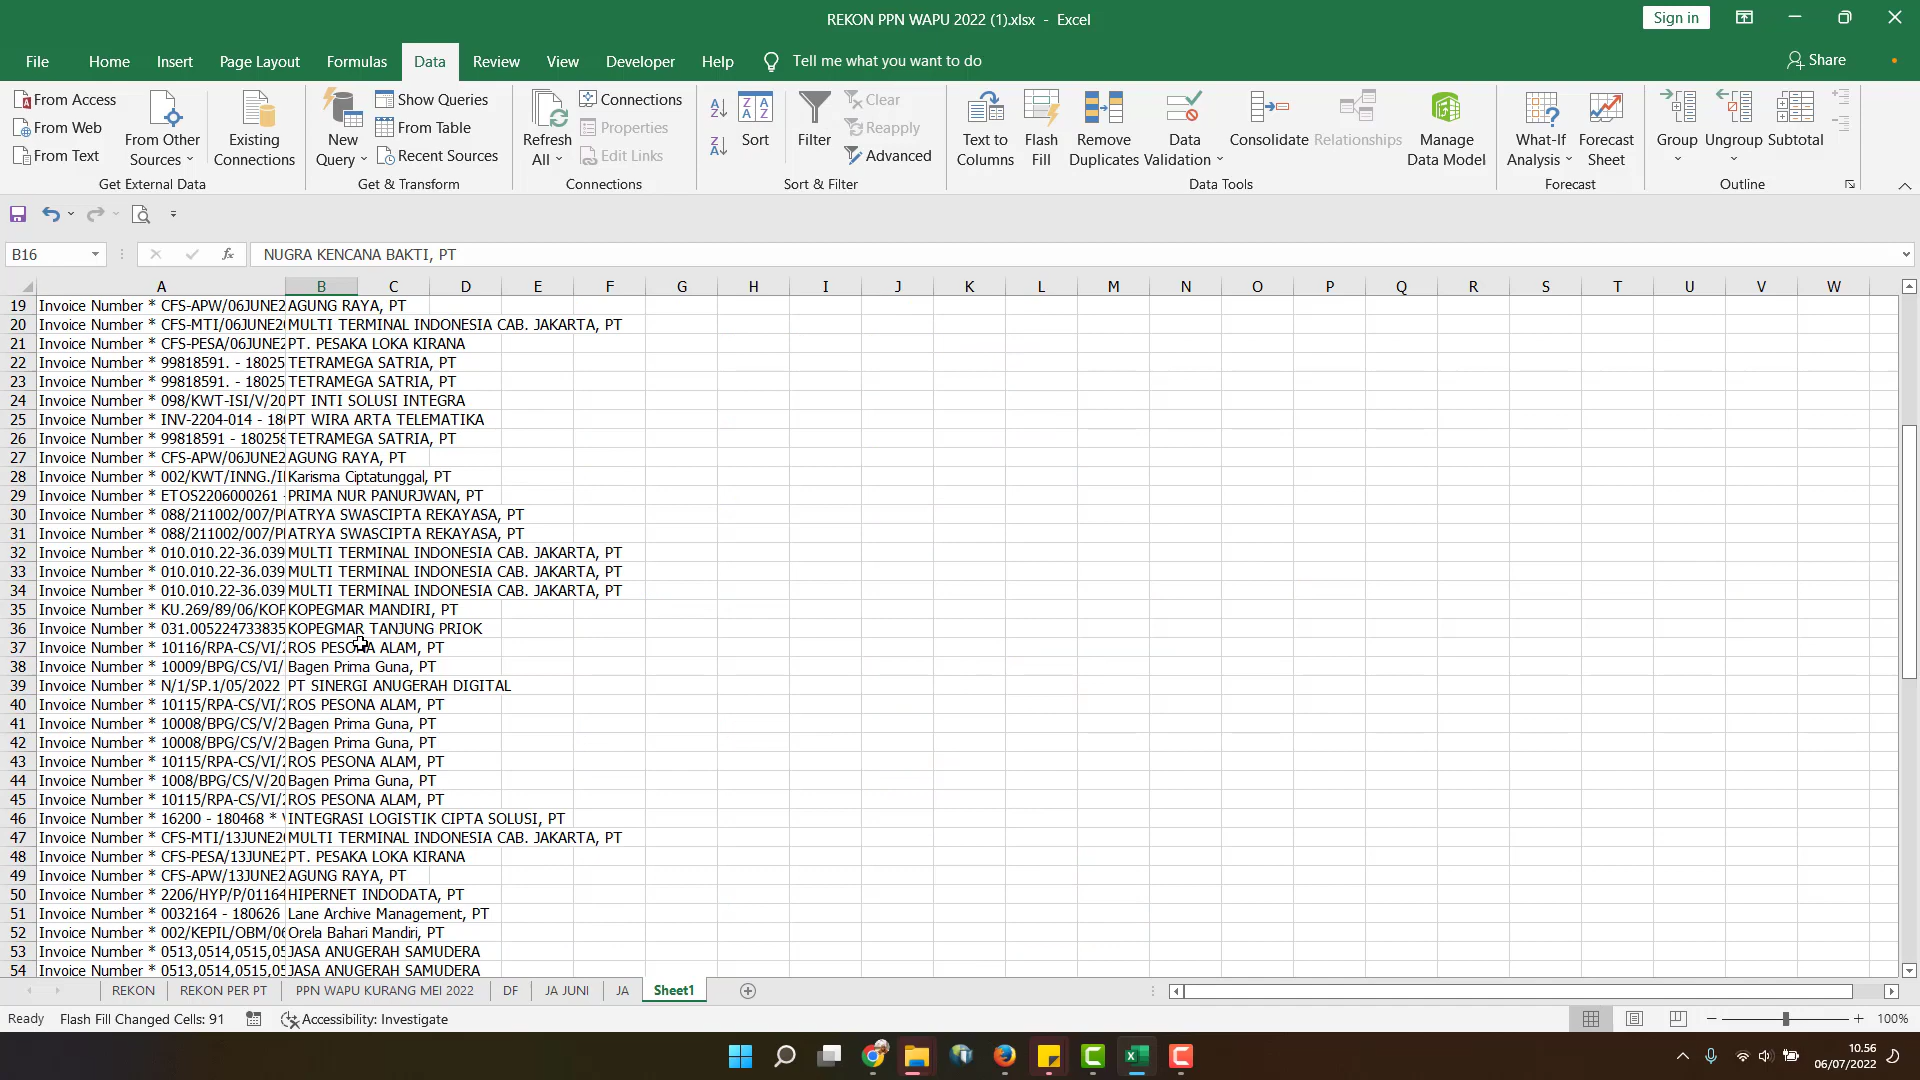 REKON PPN WAPU 2022 (1).xlsx - Excel
Sign in
File Home Insert Page Layout Formulas Data Review View Developer Help Tell me what you want to do Share
From Access
From Web
From Text
From Other Sources
Existing Connections
Get External Data
New Query
Show Queries
From Table
Recent Sources
Get & Transform
Refresh All
Connections
Properties
Edit Links
Connections
Sort
Filter
Clear
Reapply
Advanced
Sort & Filter
Text to Columns
Flash Fill
Remove Duplicates
Data Validation
Consolidate
Relationships
Manage Data Model
Data Tools
What-If Analysis
Forecast Sheet
Forecast
Group
Ungroup
Subtotal
Outline
B16 fx NUGRA KENCANA BAKTI, PT
A B C D E F G H I J K L M N O P Q R S T U V W
19 Invoice Number * CFS-APW/06JUNE2 AGUNG RAYA, PT
20 Invoice Number * CFS-MTI/06JUNE20 MULTI TERMINAL INDONESIA CAB. JAKARTA, PT
21 Invoice Number * CFS-PESA/06JUNE2 PT. PESAKA LOKA KIRANA
22 Invoice Number * 99818591. - 18025 TETRAMEGA SATRIA, PT
23 Invoice Number * 99818591. - 18025 TETRAMEGA SATRIA, PT
24 Invoice Number * 098/KWT-ISI/V/20 PT INTI SOLUSI INTEGRA
25 Invoice Number * INV-2204-014 - 180 PT WIRA ARTA TELEMATIKA
26 Invoice Number * 99818591 - 180258 TETRAMEGA SATRIA, PT
27 Invoice Number * CFS-APW/06JUNE2 AGUNG RAYA, PT
28 Invoice Number * 002/KWT/INNG./II Karisma Ciptatunggal, PT
29 Invoice Number * ETOS2206000261 - PRIMA NUR PANURJWAN, PT
30 Invoice Number * 088/211002/007/PI ATRYA SWASCIPTA REKAYASA, PT
31 Invoice Number * 088/211002/007/PI ATRYA SWASCIPTA REKAYASA, PT
32 Invoice Number * 010.010.22-36.039 MULTI TERMINAL INDONESIA CAB. JAKARTA, PT
33 Invoice Number * 010.010.22-36.039 MULTI TERMINAL INDONESIA CAB. JAKARTA, PT
34 Invoice Number * 010.010.22-36.039 MULTI TERMINAL INDONESIA CAB. JAKARTA, PT
35 Invoice Number * KU.269/89/06/KOP KOPEGMAR MANDIRI, PT
36 Invoice Number * 031.005224733835 KOPEGMAR TANJUNG PRIOK
37 Invoice Number * 10116/RPA-CS/VI/2 ROS PESONA ALAM, PT
38 Invoice Number * 10009/BPG/CS/VI/ Bagen Prima Guna, PT
39 Invoice Number * N/1/SP.1/05/2022 PT SINERGI ANUGERAH DIGITAL
40 Invoice Number * 10115/RPA-CS/VI/2 ROS PESONA ALAM, PT
41 Invoice Number * 10008/BPG/CS/V/2 Bagen Prima Guna, PT
42 Invoice Number * 10008/BPG/CS/V/2 Bagen Prima Guna, PT
43 Invoice Number * 10115/RPA-CS/VI/2 ROS PESONA ALAM, PT
44 Invoice Number * 1008/BPG/CS/V/20 Bagen Prima Guna, PT
45 Invoice Number * 10115/RPA-CS/VI/2 ROS PESONA ALAM, PT
46 Invoice Number * 16200 - 180468 * INTEGRASI LOGISTIK CIPTA SOLUSI, PT
47 Invoice Number * CFS-MTI/13JUNE20 MULTI TERMINAL INDONESIA CAB. JAKARTA, PT
48 Invoice Number * CFS-PESA/13JUNE2 PT. PESAKA LOKA KIRANA
49 Invoice Number * CFS-APW/13JUNE2 AGUNG RAYA, PT
50 Invoice Number * 2206/HYP/P/01164 HIPERNET INDODATA, PT
51 Invoice Number * 0032164 - 180626 Lane Archive Management, PT
52 Invoice Number * 002/KEPIL/OBM/06 Orela Bahari Mandiri, PT
53 Invoice Number * 0513,0514,0515,05 JASA ANUGERAH SAMUDERA
54 Invoice Number * 0513,0514,0515,05 JASA ANUGERAH SAMUDERA
REKON REKON PER PT PPN WAPU KURANG MEI 2022 DF JA JUNI JA Sheet1
Ready Flash Fill Changed Cells: 91 Accessibility: Investigate 100%
10.56
06/07/2022